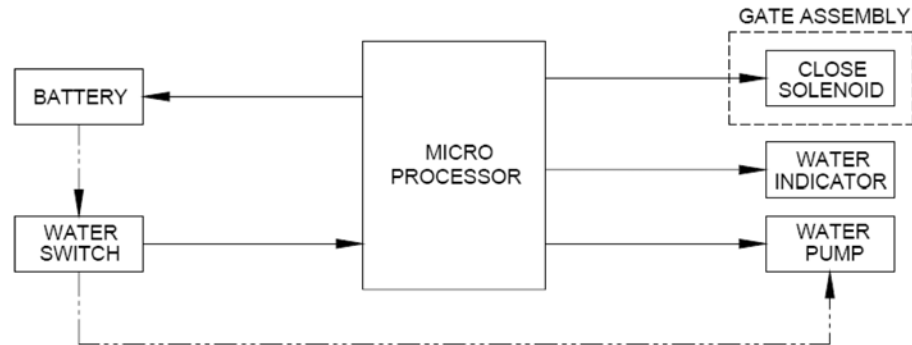 GATE ASSEMBLY
CLOSE
SOLENOID
BATTERY
MICRO
PROCESSOR
WATER
INDICATOR
WATER
SWITCH
WATER
PUMP